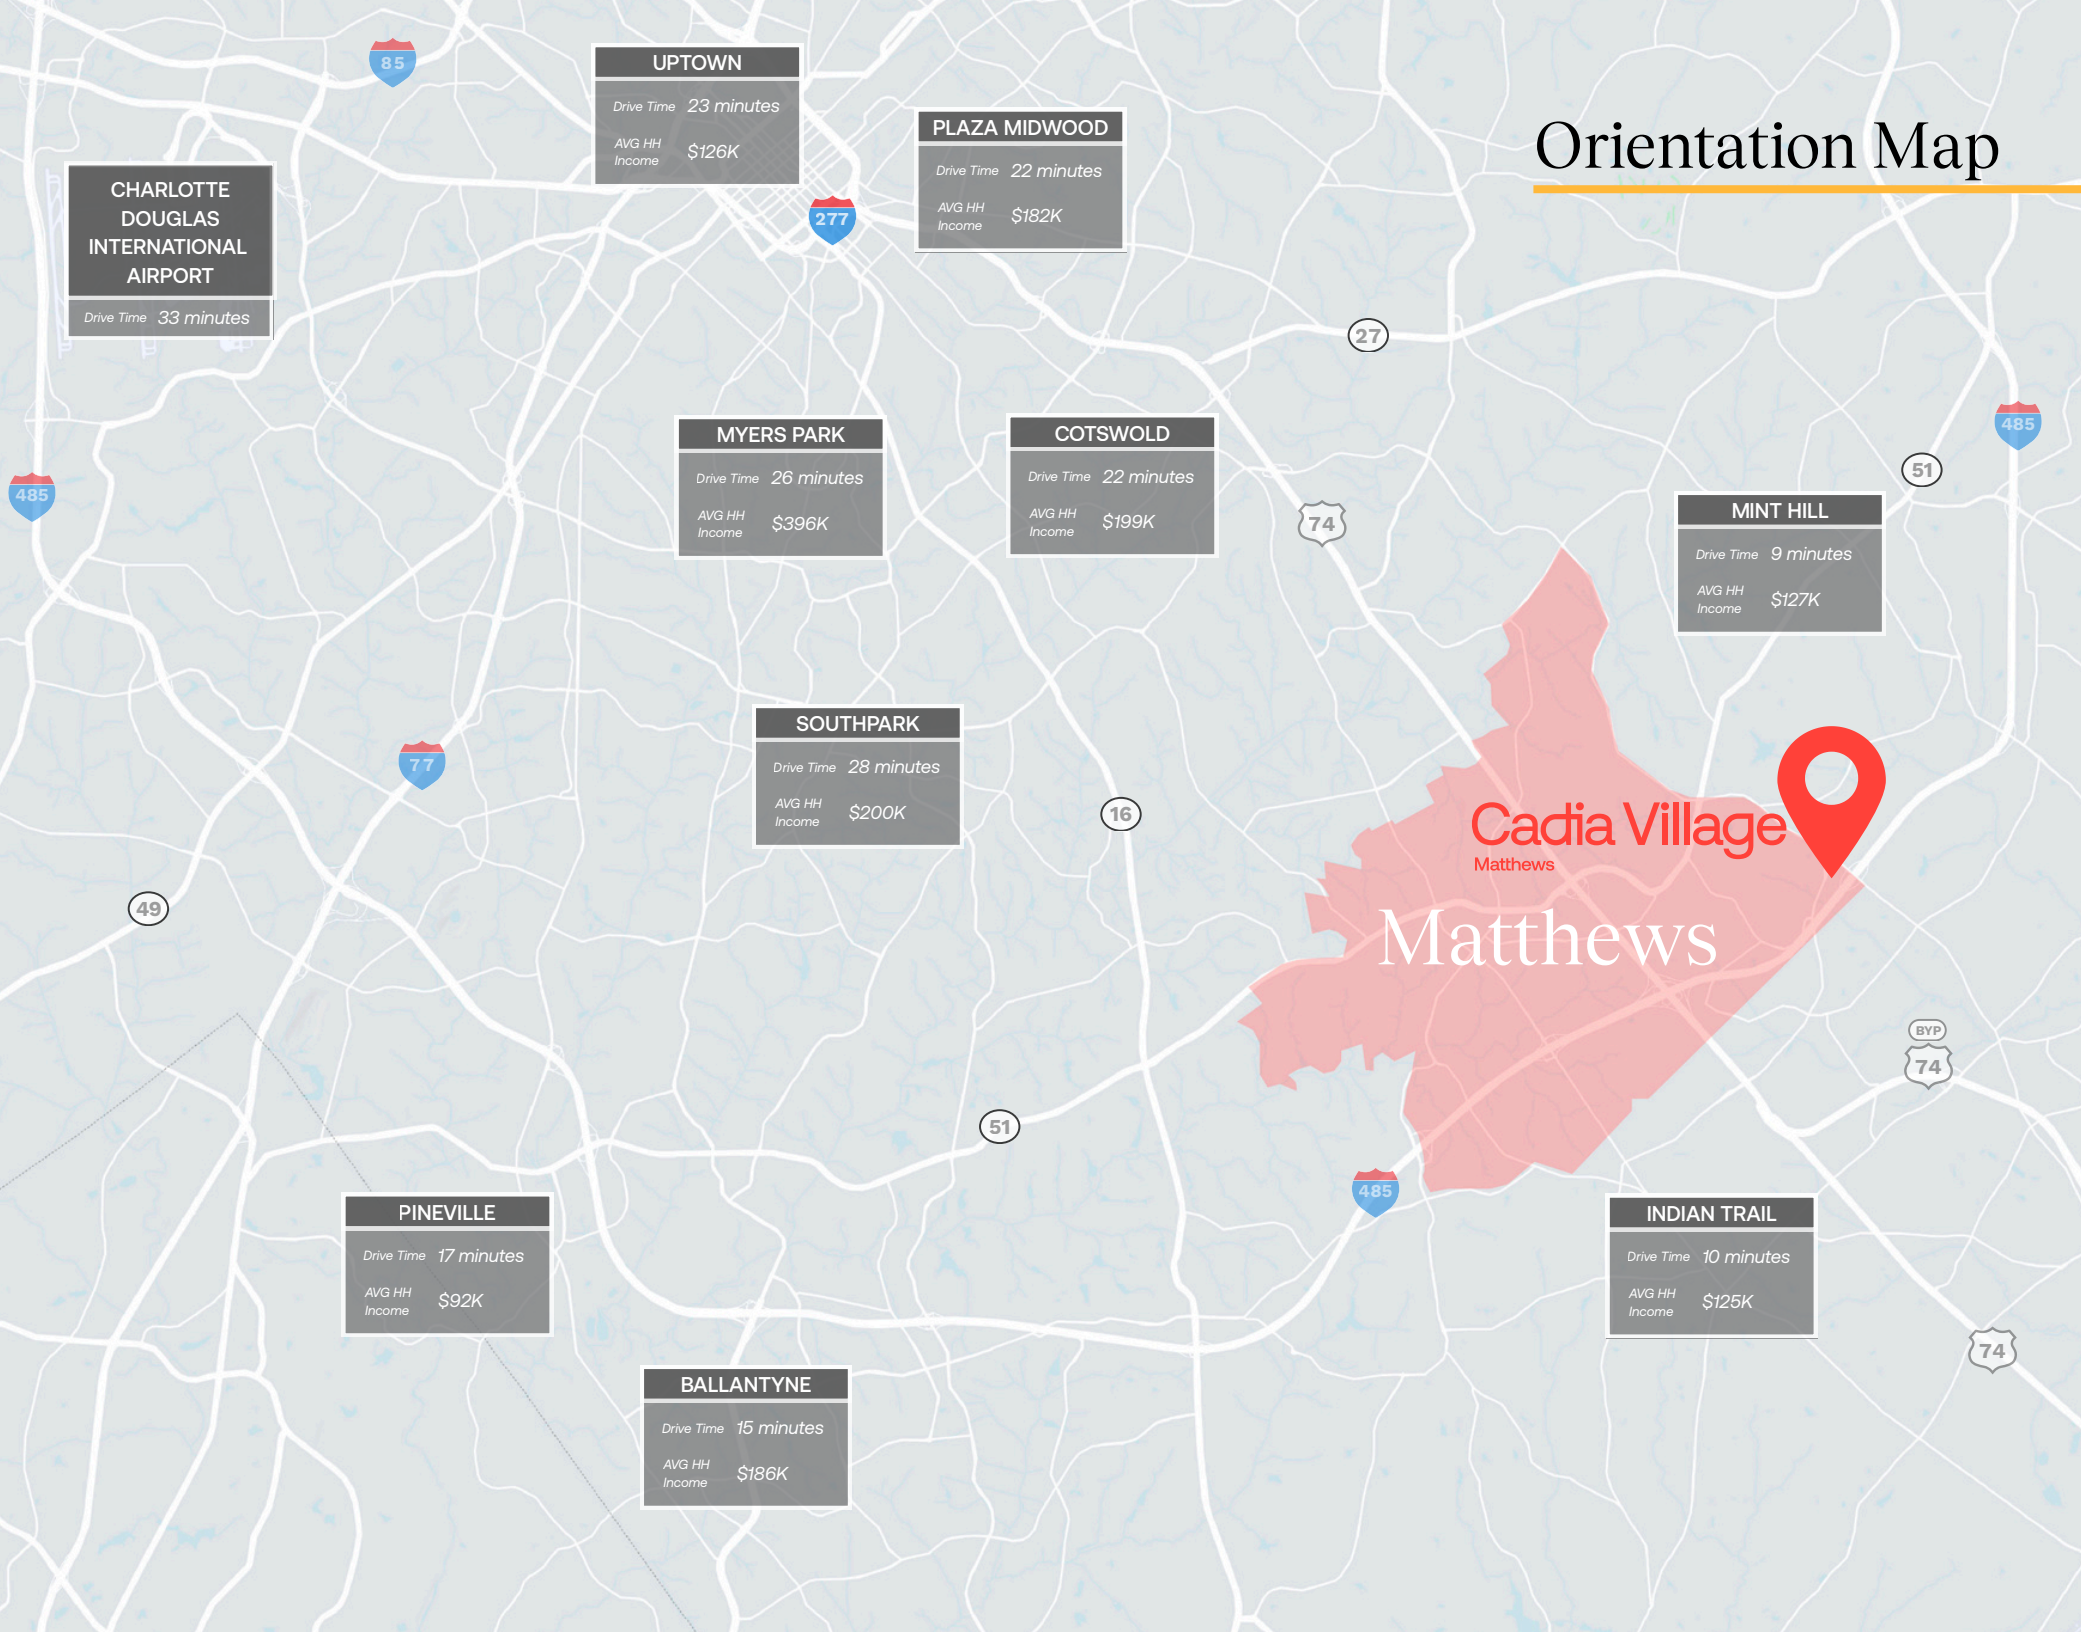 Orientation Map
85
UPTOWN
Drive Time 23 minutes
AVG HH
Income $126K
PLAZA MIDWOOD
Drive Time 22 minutes
AVG HH
Income $182K
CHARLOTTE
DOUGLAS
INTERNATIONAL
AIRPORT
Drive Time 33 minutes
277
27
MYERS PARK
Drive Time 26 minutes
AVG HH
Income $396K
COTSWOLD
Drive Time 22 minutes
AVG HH
Income $199K
485
51
485
74
MINT HILL
Drive Time 9 minutes
AVG HH
Income $127K
SOUTHPARK
Drive Time 28 minutes
AVG HH
Income $200K
77
16
Cadia Village
Matthews
Matthews
49
BYP
74
51
485
PINEVILLE
Drive Time 17 minutes
AVG HH
Income $92K
INDIAN TRAIL
Drive Time 10 minutes
AVG HH
Income $125K
74
BALLANTYNE
Drive Time 15 minutes
AVG HH
Income $186K